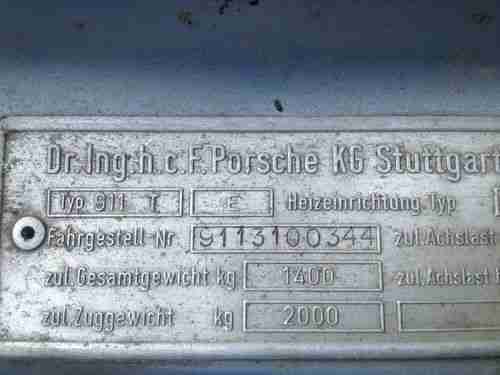 Dr.Ing.h.c.F.Porsche KG Stuttgart
Typ 911 T E Heizeinrichtung Typ
Fahrgestell-Nr 9113100344 zul.Achslast
zul.Gesamtgewicht kg 1400 zul.Achslast
zul.Zuggewicht kg 2000